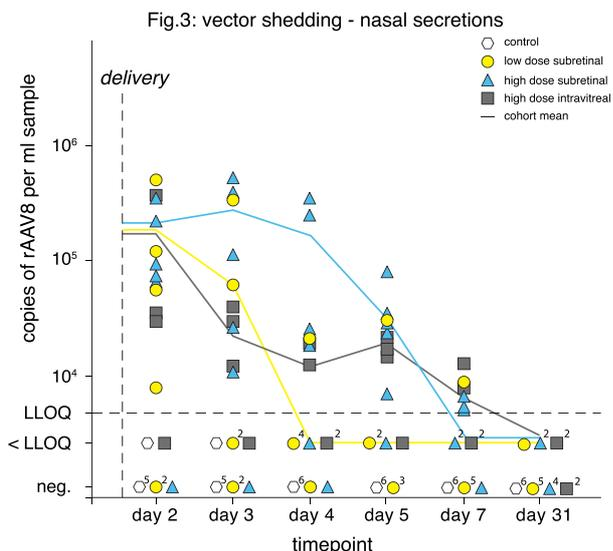 Fig.3: vector shedding - nasal secretions
control
low dose subretinal
high dose subretinal
high dose intravitreal
cohort mean
delivery
copies of rAAV8 per ml sample
10⁶
10⁵
10⁴
LLOQ
< LLOQ
2 4 2 2 2 2 2 2
neg.
5 2 5 2 6 6 3 6 5 6 5 4 2
day 2 day 3 day 4 day 5 day 7 day 31
timepoint